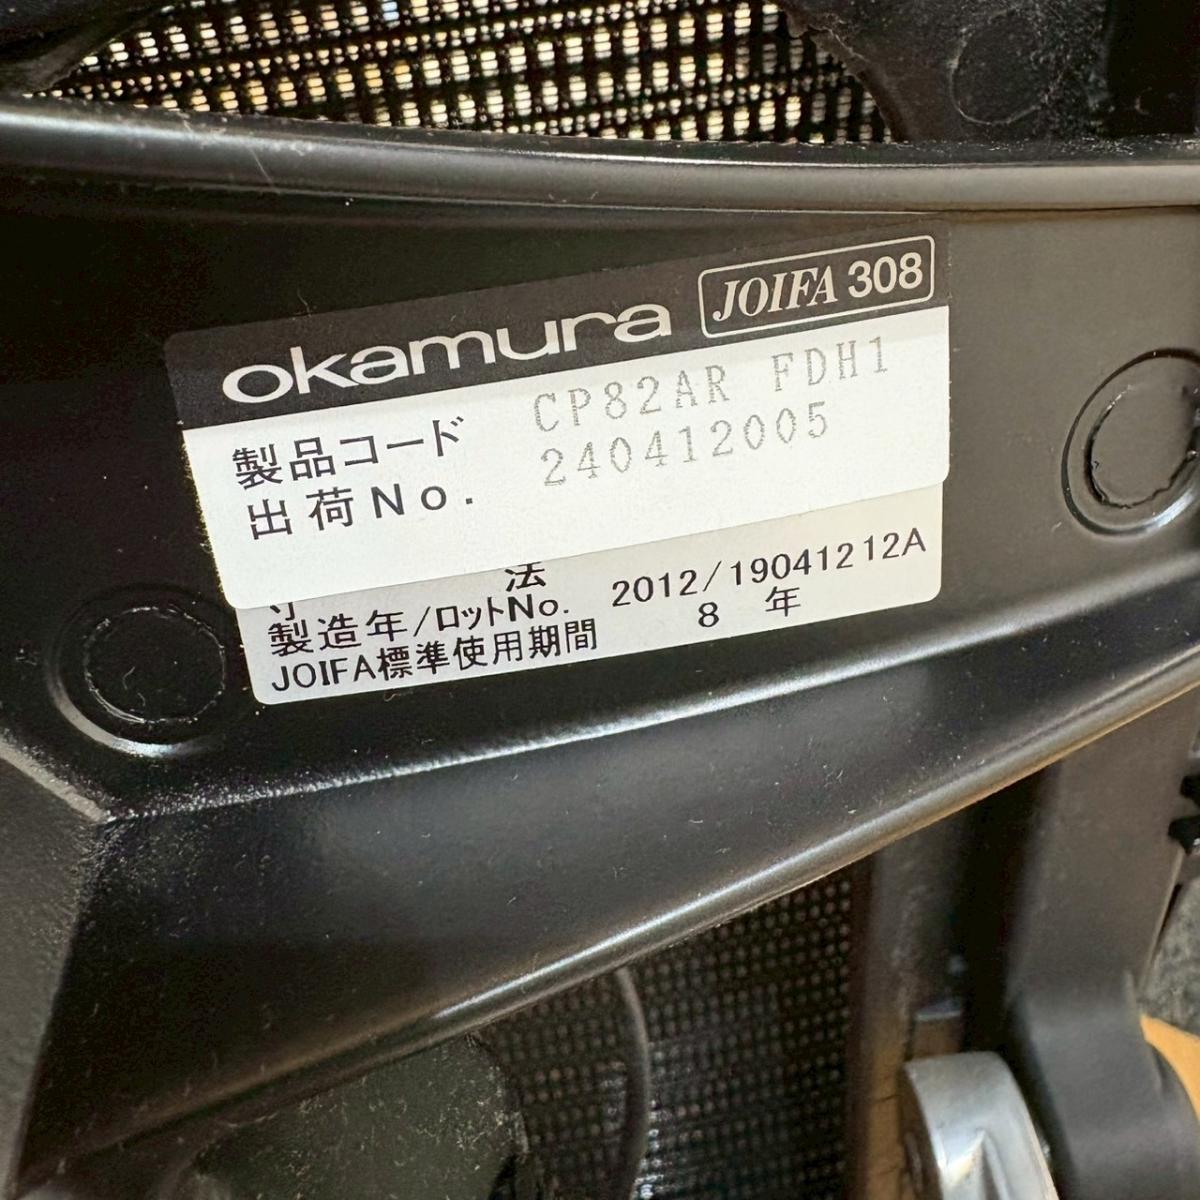 okamura JOIFA 308
製品コード CP82AR FDH1
出荷No. 240412005
寸 法
製造年/ロットNo. 2012/19041212A
JOIFA標準使用期間 8 年